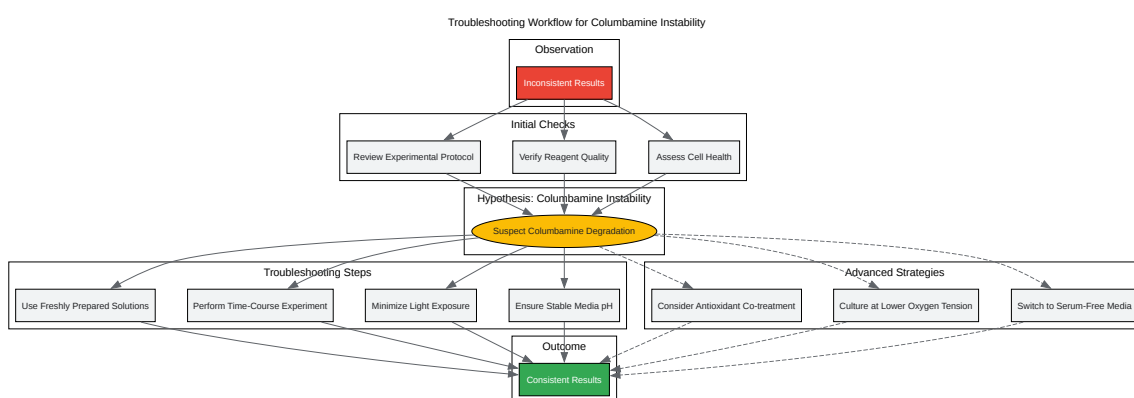 Troubleshooting Workflow for Columbamine Instability
Observation
Inconsistent Results
Initial Checks
Review Experimental Protocol
Verify Reagent Quality
Assess Cell Health
Hypothesis: Columbamine Instability
Suspect Columbamine Degradation
Troubleshooting Steps
Advanced Strategies
Use Freshly Prepared Solutions
Perform Time-Course Experiment
Minimize Light Exposure
Ensure Stable Media pH
Consider Antioxidant Co-treatment
Culture at Lower Oxygen Tension
Switch to Serum-Free Media
Outcome
Consistent Results